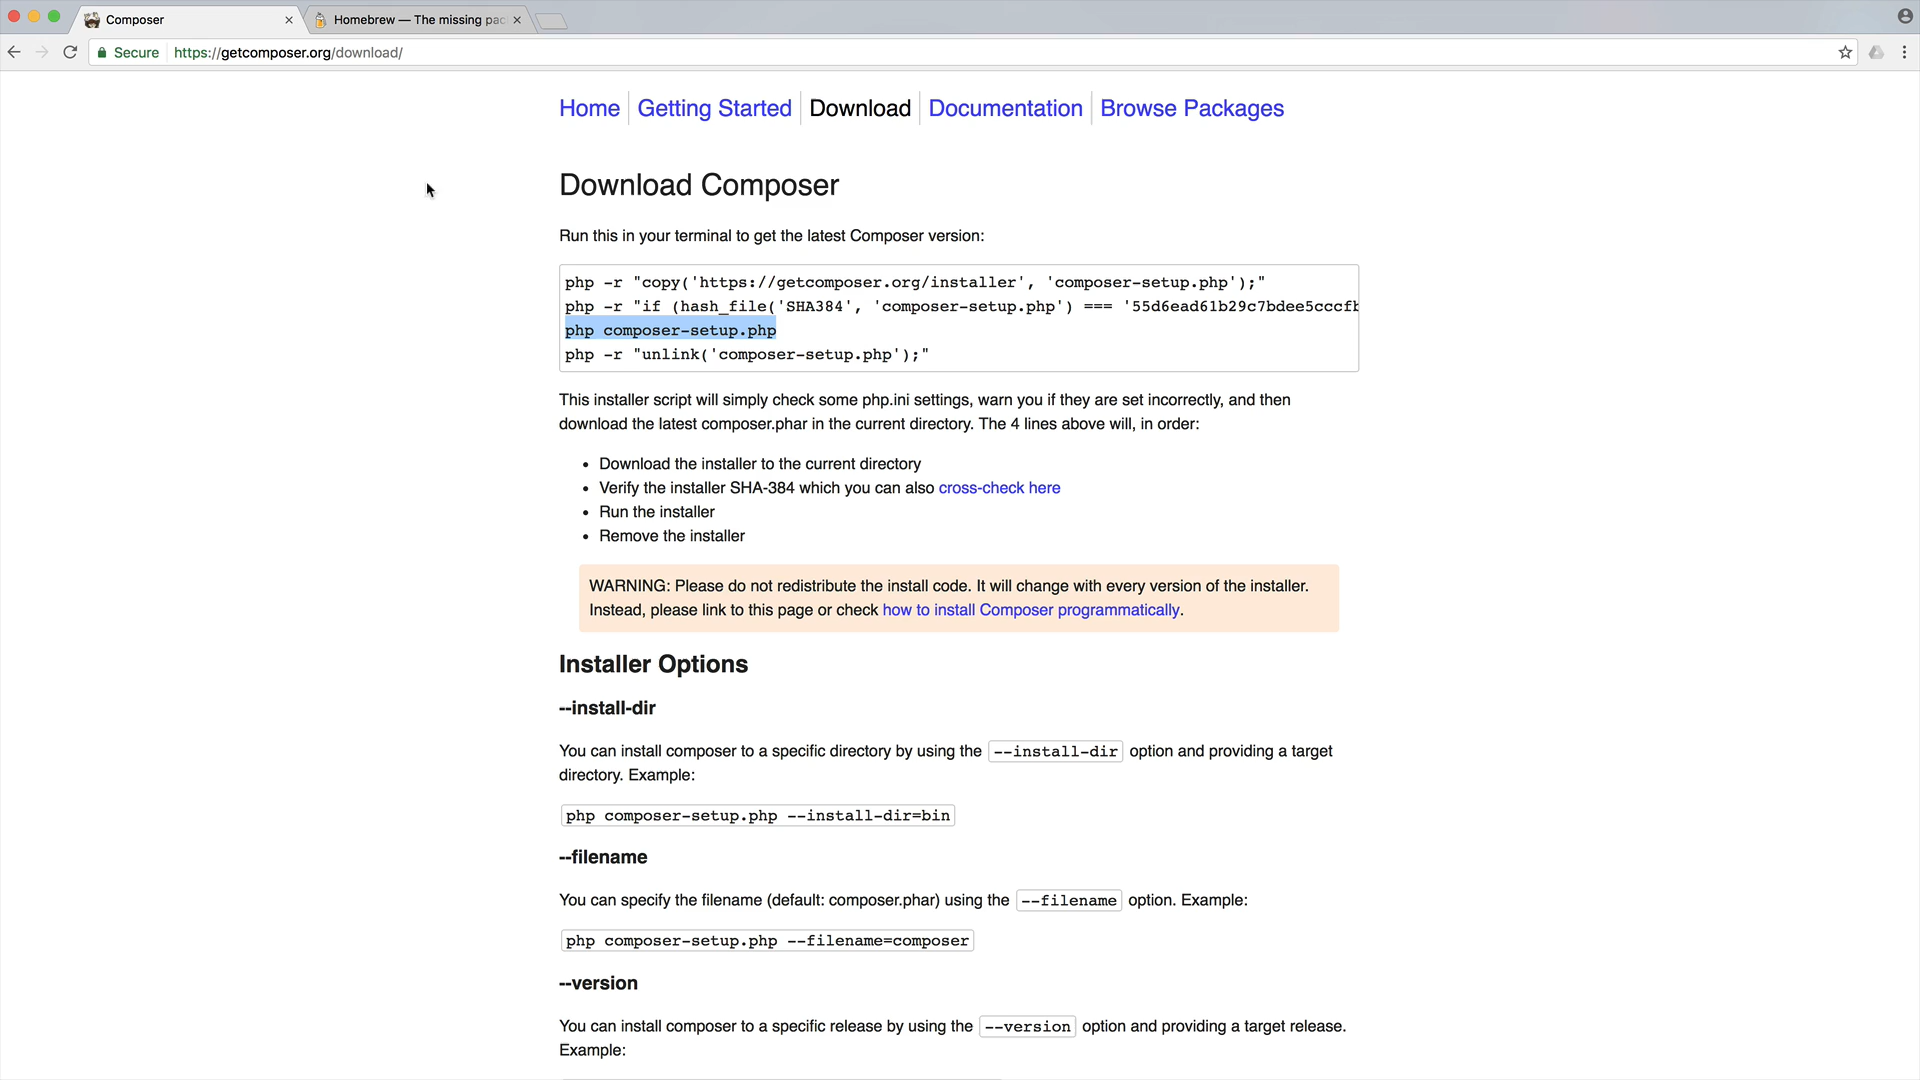 Composer
Homebrew — The missing pac
Secure
https://getcomposer.org/download/
Home
Getting Started
Download
Documentation
Browse Packages
Download Composer
Run this in your terminal to get the latest Composer version:
php -r "copy('https://getcomposer.org/installer', 'composer-setup.php');"
php -r "if (hash_file('SHA384', 'composer-setup.php') === '55d6ead61b29c7bdee5cccfb
php composer-setup.php
php -r "unlink('composer-setup.php');"
This installer script will simply check some php.ini settings, warn you if they are set incorrectly, and then
download the latest composer.phar in the current directory. The 4 lines above will, in order:
• Download the installer to the current directory
• Verify the installer SHA-384 which you can also cross-check here
• Run the installer
• Remove the installer
WARNING: Please do not redistribute the install code. It will change with every version of the installer.
Instead, please link to this page or check how to install Composer programmatically.
Installer Options
--install-dir
You can install composer to a specific directory by using the --install-dir option and providing a target
directory. Example:
php composer-setup.php --install-dir=bin
--filename
You can specify the filename (default: composer.phar) using the --filename option. Example:
php composer-setup.php --filename=composer
--version
You can install composer to a specific release by using the --version option and providing a target release.
Example: